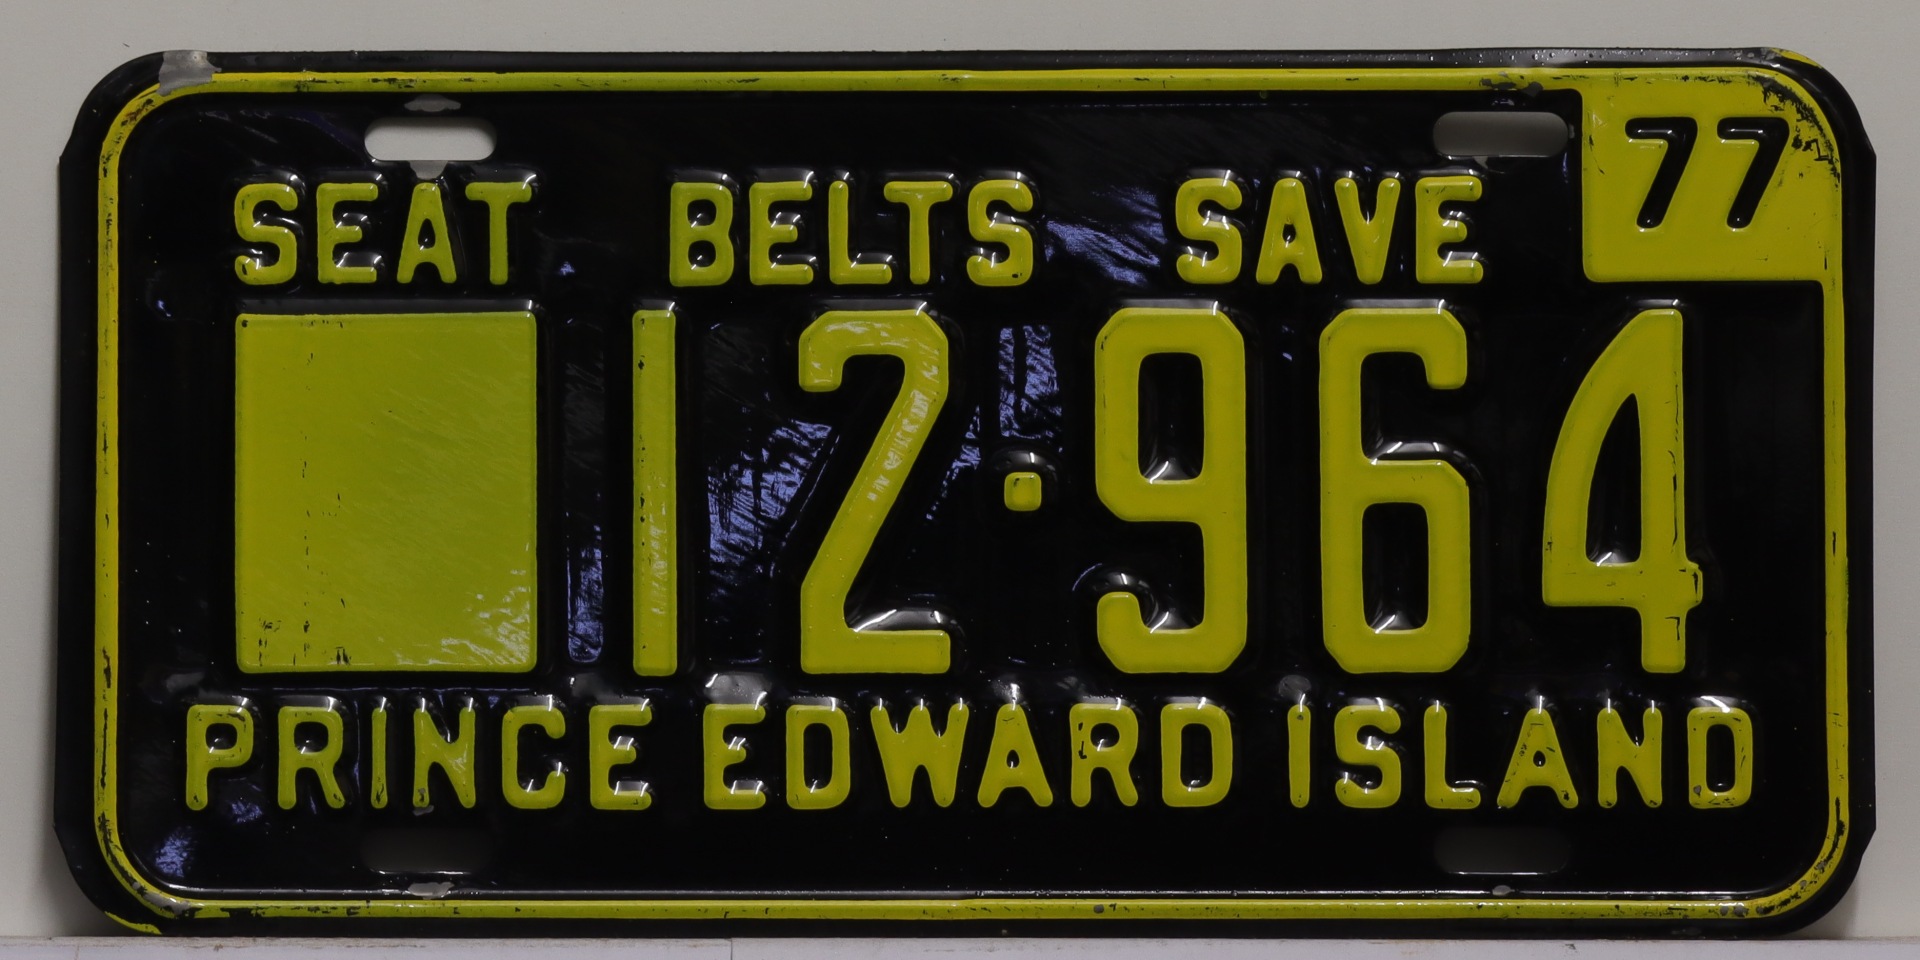 77
SEAT BELTS SAVE
12·964
PRINCE EDWARD ISLAND